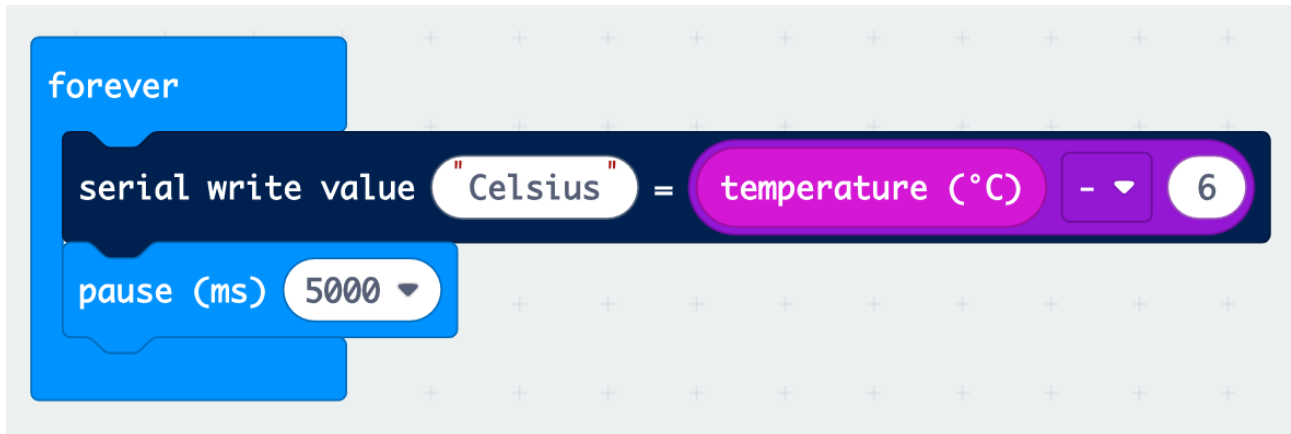 forever
serial write value "Celsius" = temperature (°C) - 6
pause (ms) 5000